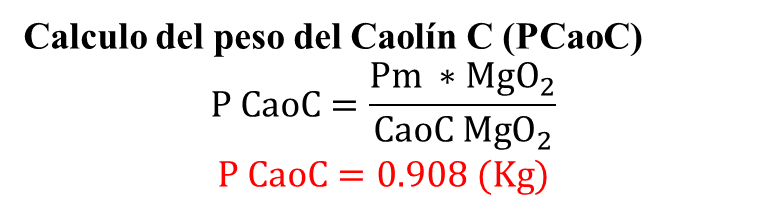 Calculo del peso del Caolín C (PCaoC)
P CaoC = Pm * MgO₂ / CaoC MgO₂
P CaoC = 0.908 (Kg)